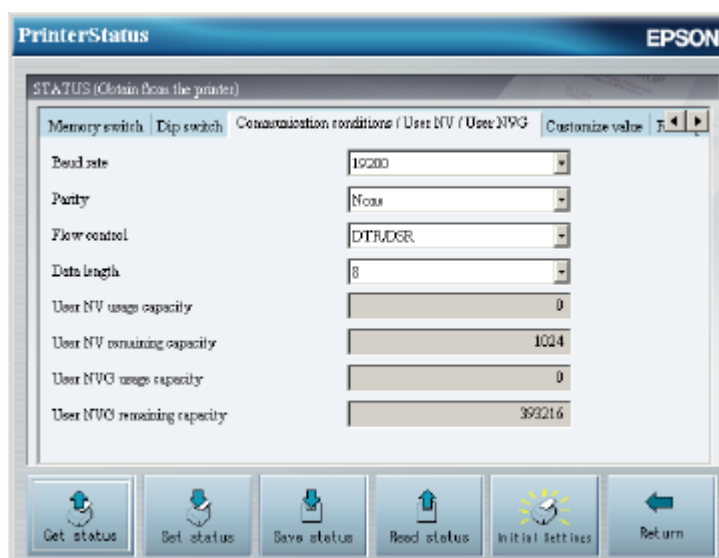 PrinterStatus
EPSON
STATUS (Obtain from the printer)
Memory switch
Dip switch
Communication conditions / User NV / User NVG
Customize value
Baud rate
19200
Parity
None
Flow control
DTR/DSR
Data length
8
User NV usage capacity
0
User NV remaining capacity
1024
User NVG usage capacity
0
User NVG remaining capacity
393216
Get status
Set status
Save status
Read status
Initial Settings
Return